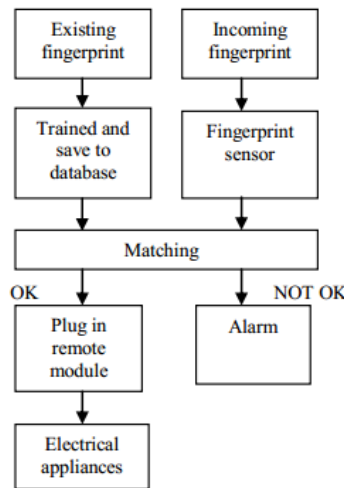 Existing
fingerprint
Incoming
fingerprint
Trained and
save to
database
Fingerprint
sensor
Matching
OK
NOT OK
Plug in
remote
module
Alarm
Electrical
appliances